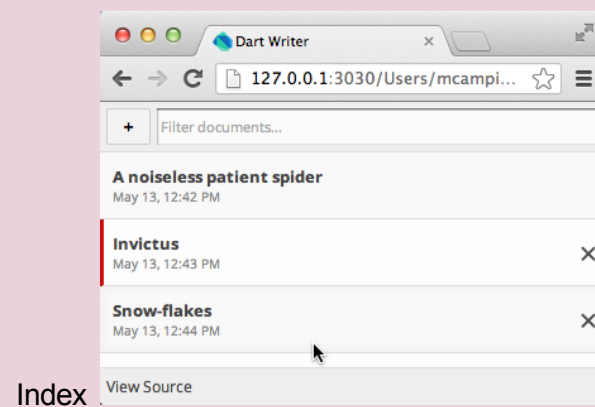 Dart Writer
127.0.0.1:3030/Users/mcampi...
+ Filter documents...
A noiseless patient spider
May 13, 12:42 PM
Invictus
May 13, 12:43 PM
Snow-flakes
May 13, 12:44 PM
View Source
Index